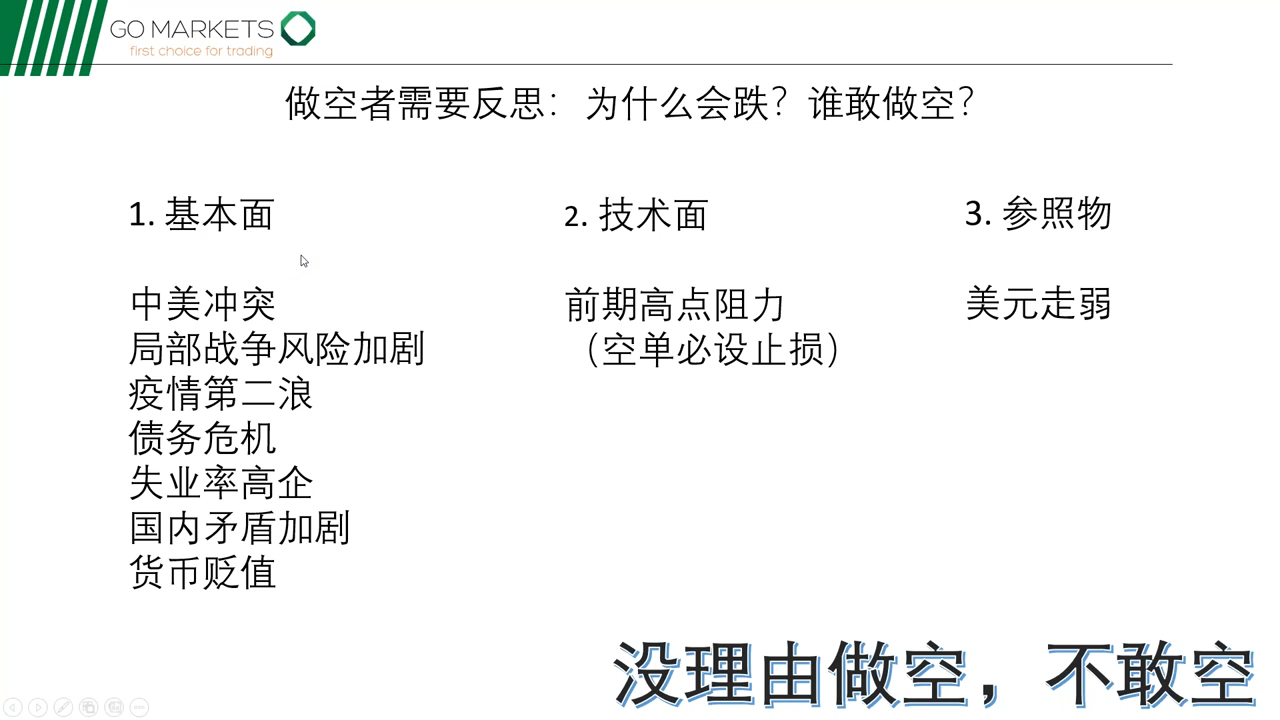 GO MARKETS
first choice for trading
做空者需要反思： 为什么会跌？谁敢做空？
1. 基本面
中美冲突
局部战争风险加剧
疫情第二浪
债务危机
失业率高企
国内矛盾加剧
货币贬值
2. 技术面
前期高点阻力
（空单必设止损）
3. 参照物
美元走弱
没理由做空，不敢空